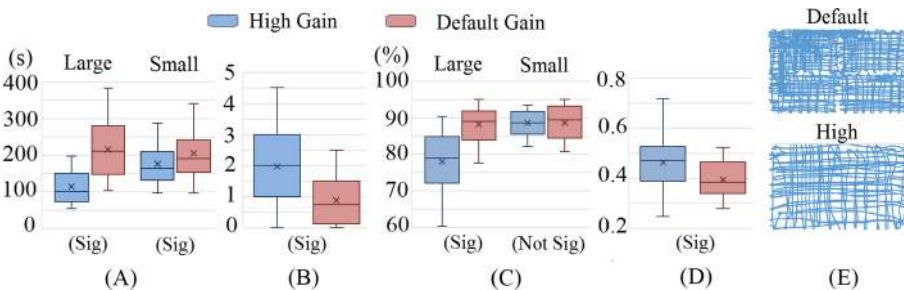 High Gain Default Gain
(s) Large Small
400
300
200
100
0
(Sig) (Sig)
(A)
5
4
3
2
1
0
(Sig)
(B)
(%) Large Small
100
90
80
70
60
(Sig) (Not Sig)
(C)
0.8
0.6
0.4
0.2
(Sig)
(D)
Default
High
(E)